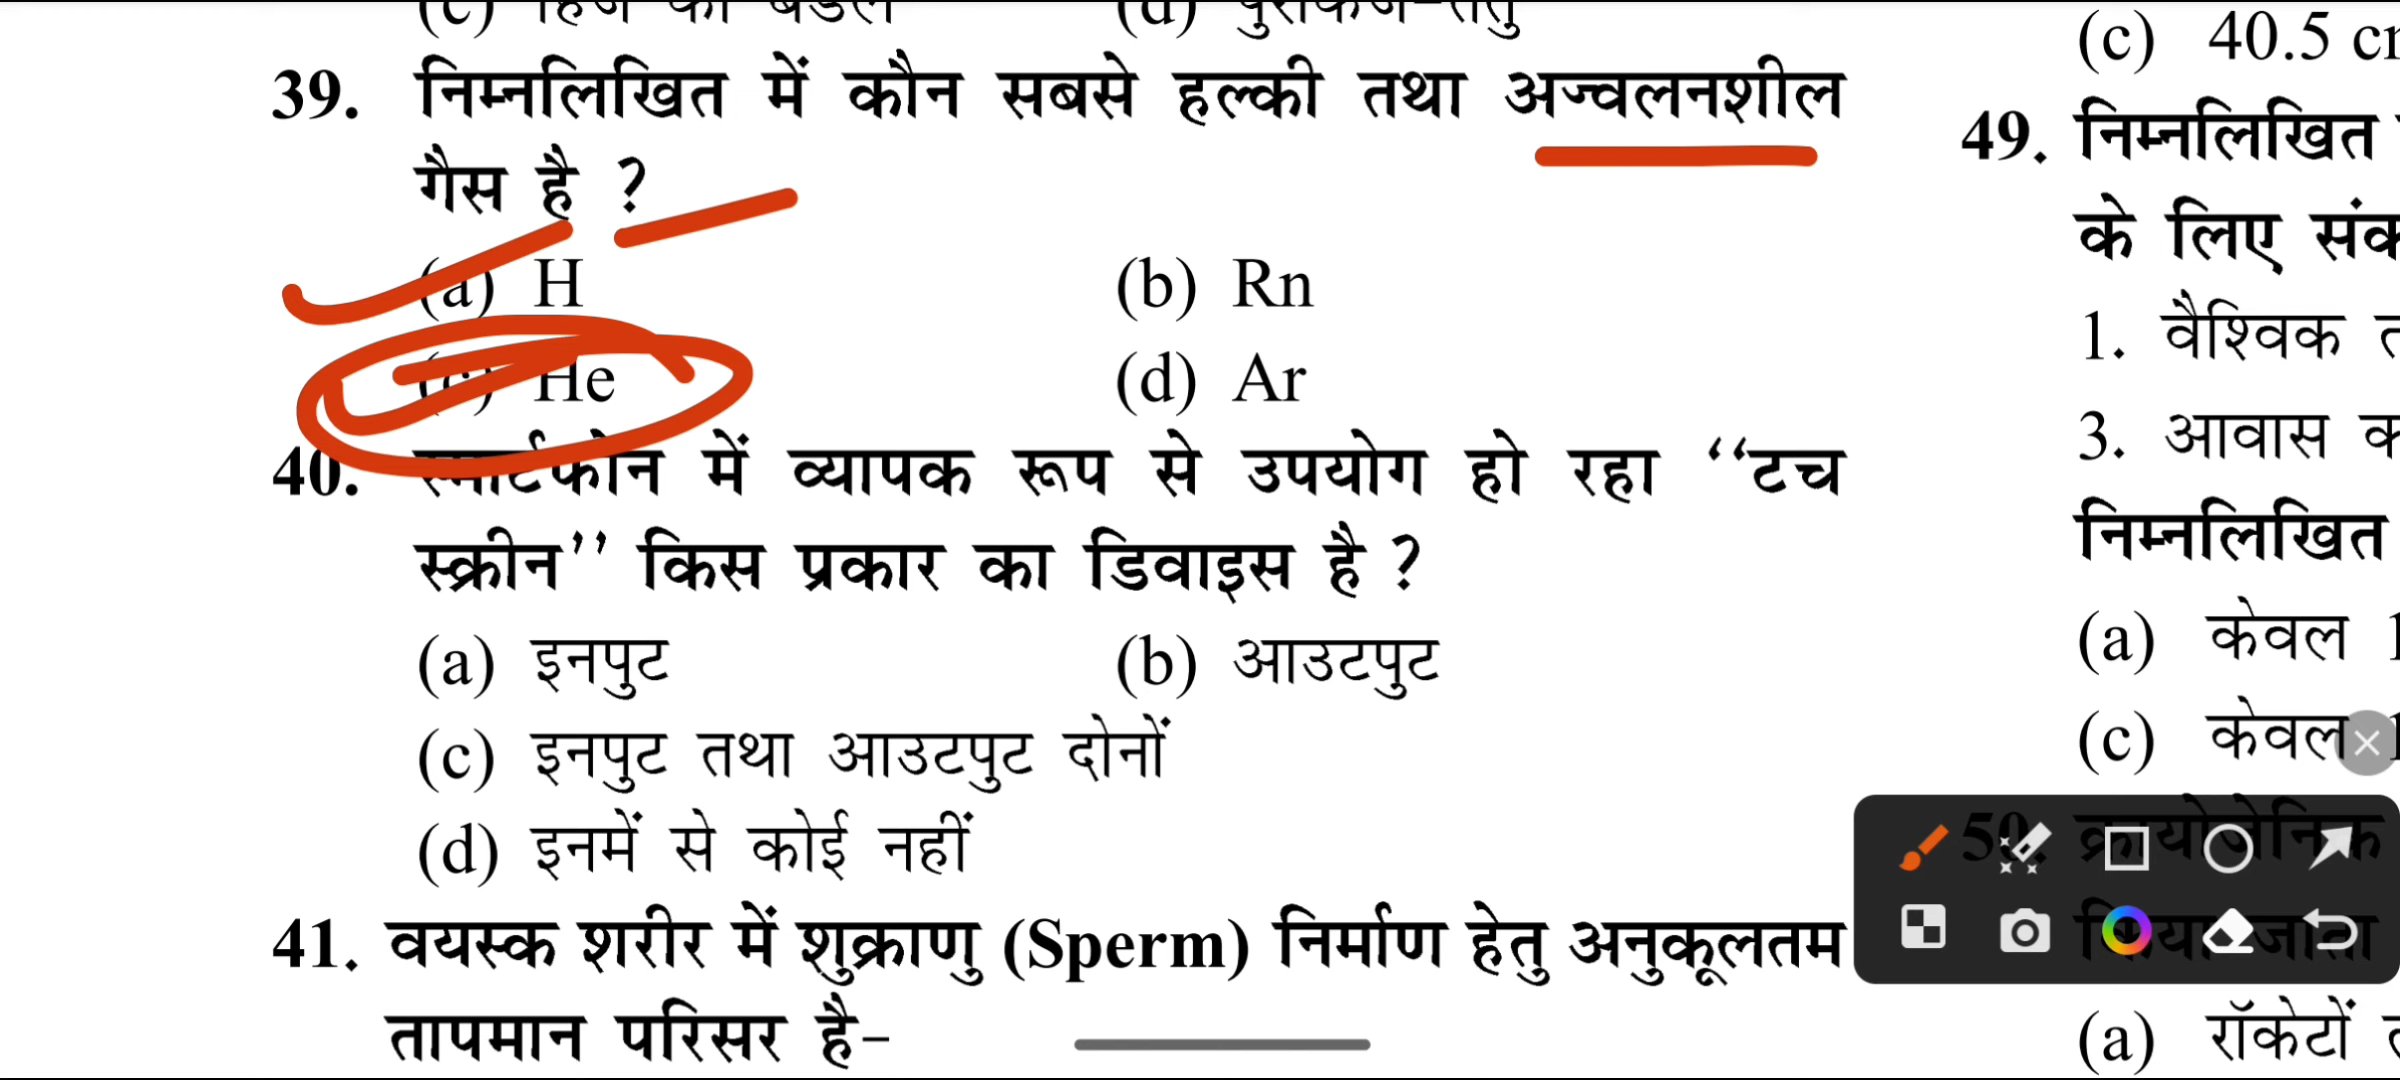 39. निम्नलिखित में कौन सबसे हल्की तथा अज्वलनशील
गैस है ?
(a) H
(b) Rn
(c) He
(d) Ar
40. स्मार्टफोन में व्यापक रूप से उपयोग हो रहा “टच
स्क्रीन” किस प्रकार का डिवाइस है ?
(a) इनपुट
(b) आउटपुट
(c) इनपुट तथा आउटपुट दोनों
(d) इनमें से कोई नहीं
41. वयस्क शरीर में शुक्राणु (Sperm) निर्माण हेतु अनुकूलतम
तापमान परिसर है–
(c) 40.5
49. निम्नलिखित
के लिए
1. वैश्विक
3. आवास
निम्नलिखित
(a) केवल
(c) केवल
50. क्रायोजेनिक
किया जाता
(a) रॉकेटों